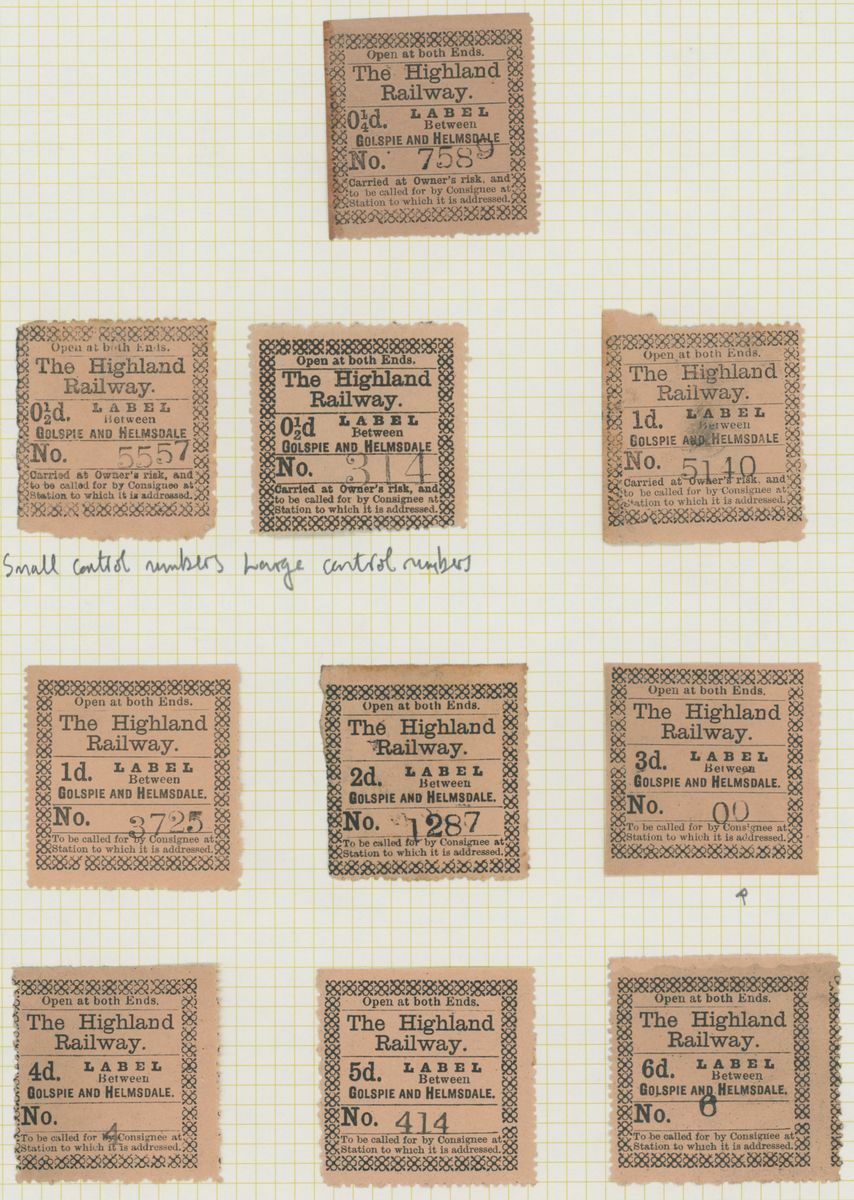 Open at both Ends.
The Highland
Railway.
0¼d. LABEL
Between
GOLSPIE AND HELMSDALE
No. 7589
Carried at Owner's risk, and
to be called for by Consignee at
Station to which it is addressed.
Open at both Ends.
The Highland
Railway.
0½d. LABEL
Between
GOLSPIE AND HELMSDALE
No. 5557
Carried at Owner's risk, and
to be called for by Consignee at
Station to which it is addressed.
Open at both Ends.
The Highland
Railway.
0½d LABEL
Between
GOLSPIE AND HELMSDALE
No. 314
Carried at Owner's risk, and
to be called for by Consignee at
Station to which it is addressed.
Open at both Ends.
The Highland
Railway.
1d. LABEL
Between
GOLSPIE AND HELMSDALE
No. 5140
Carried at Owner's risk, and
to be called for by Consignee at
Station to which it is addressed.
Small control numbers Large control numbers
Open at both Ends.
The Highland
Railway.
1d. LABEL
Between
GOLSPIE AND HELMSDALE.
No. 3725
To be called for by Consignee at
Station to which it is addressed.
Open at both Ends.
The Highland
Railway.
2d. LABEL
Between
GOLSPIE AND HELMSDALE.
No. 1287
To be called for by Consignee at
Station to which it is addressed.
Open at both Ends.
The Highland
Railway.
3d. LABEL
Between
GOLSPIE AND HELMSDALE.
No. 00
To be called for by Consignee at
Station to which it is addressed.
Open at both Ends.
The Highland
Railway.
4d. LABEL
Between
GOLSPIE AND HELMSDALE.
No. 4
To be called for by Consignee at
Station to which it is addressed.
Open at both Ends.
The Highland
Railway.
5d. LABEL
Between
GOLSPIE AND HELMSDALE.
No. 414
To be called for by Consignee at
Station to which it is addressed.
Open at both Ends.
The Highland
Railway.
6d. LABEL
Between
GOLSPIE AND HELMSDALE.
No. 6
To be called for by Consignee at
Station to which it is addressed.